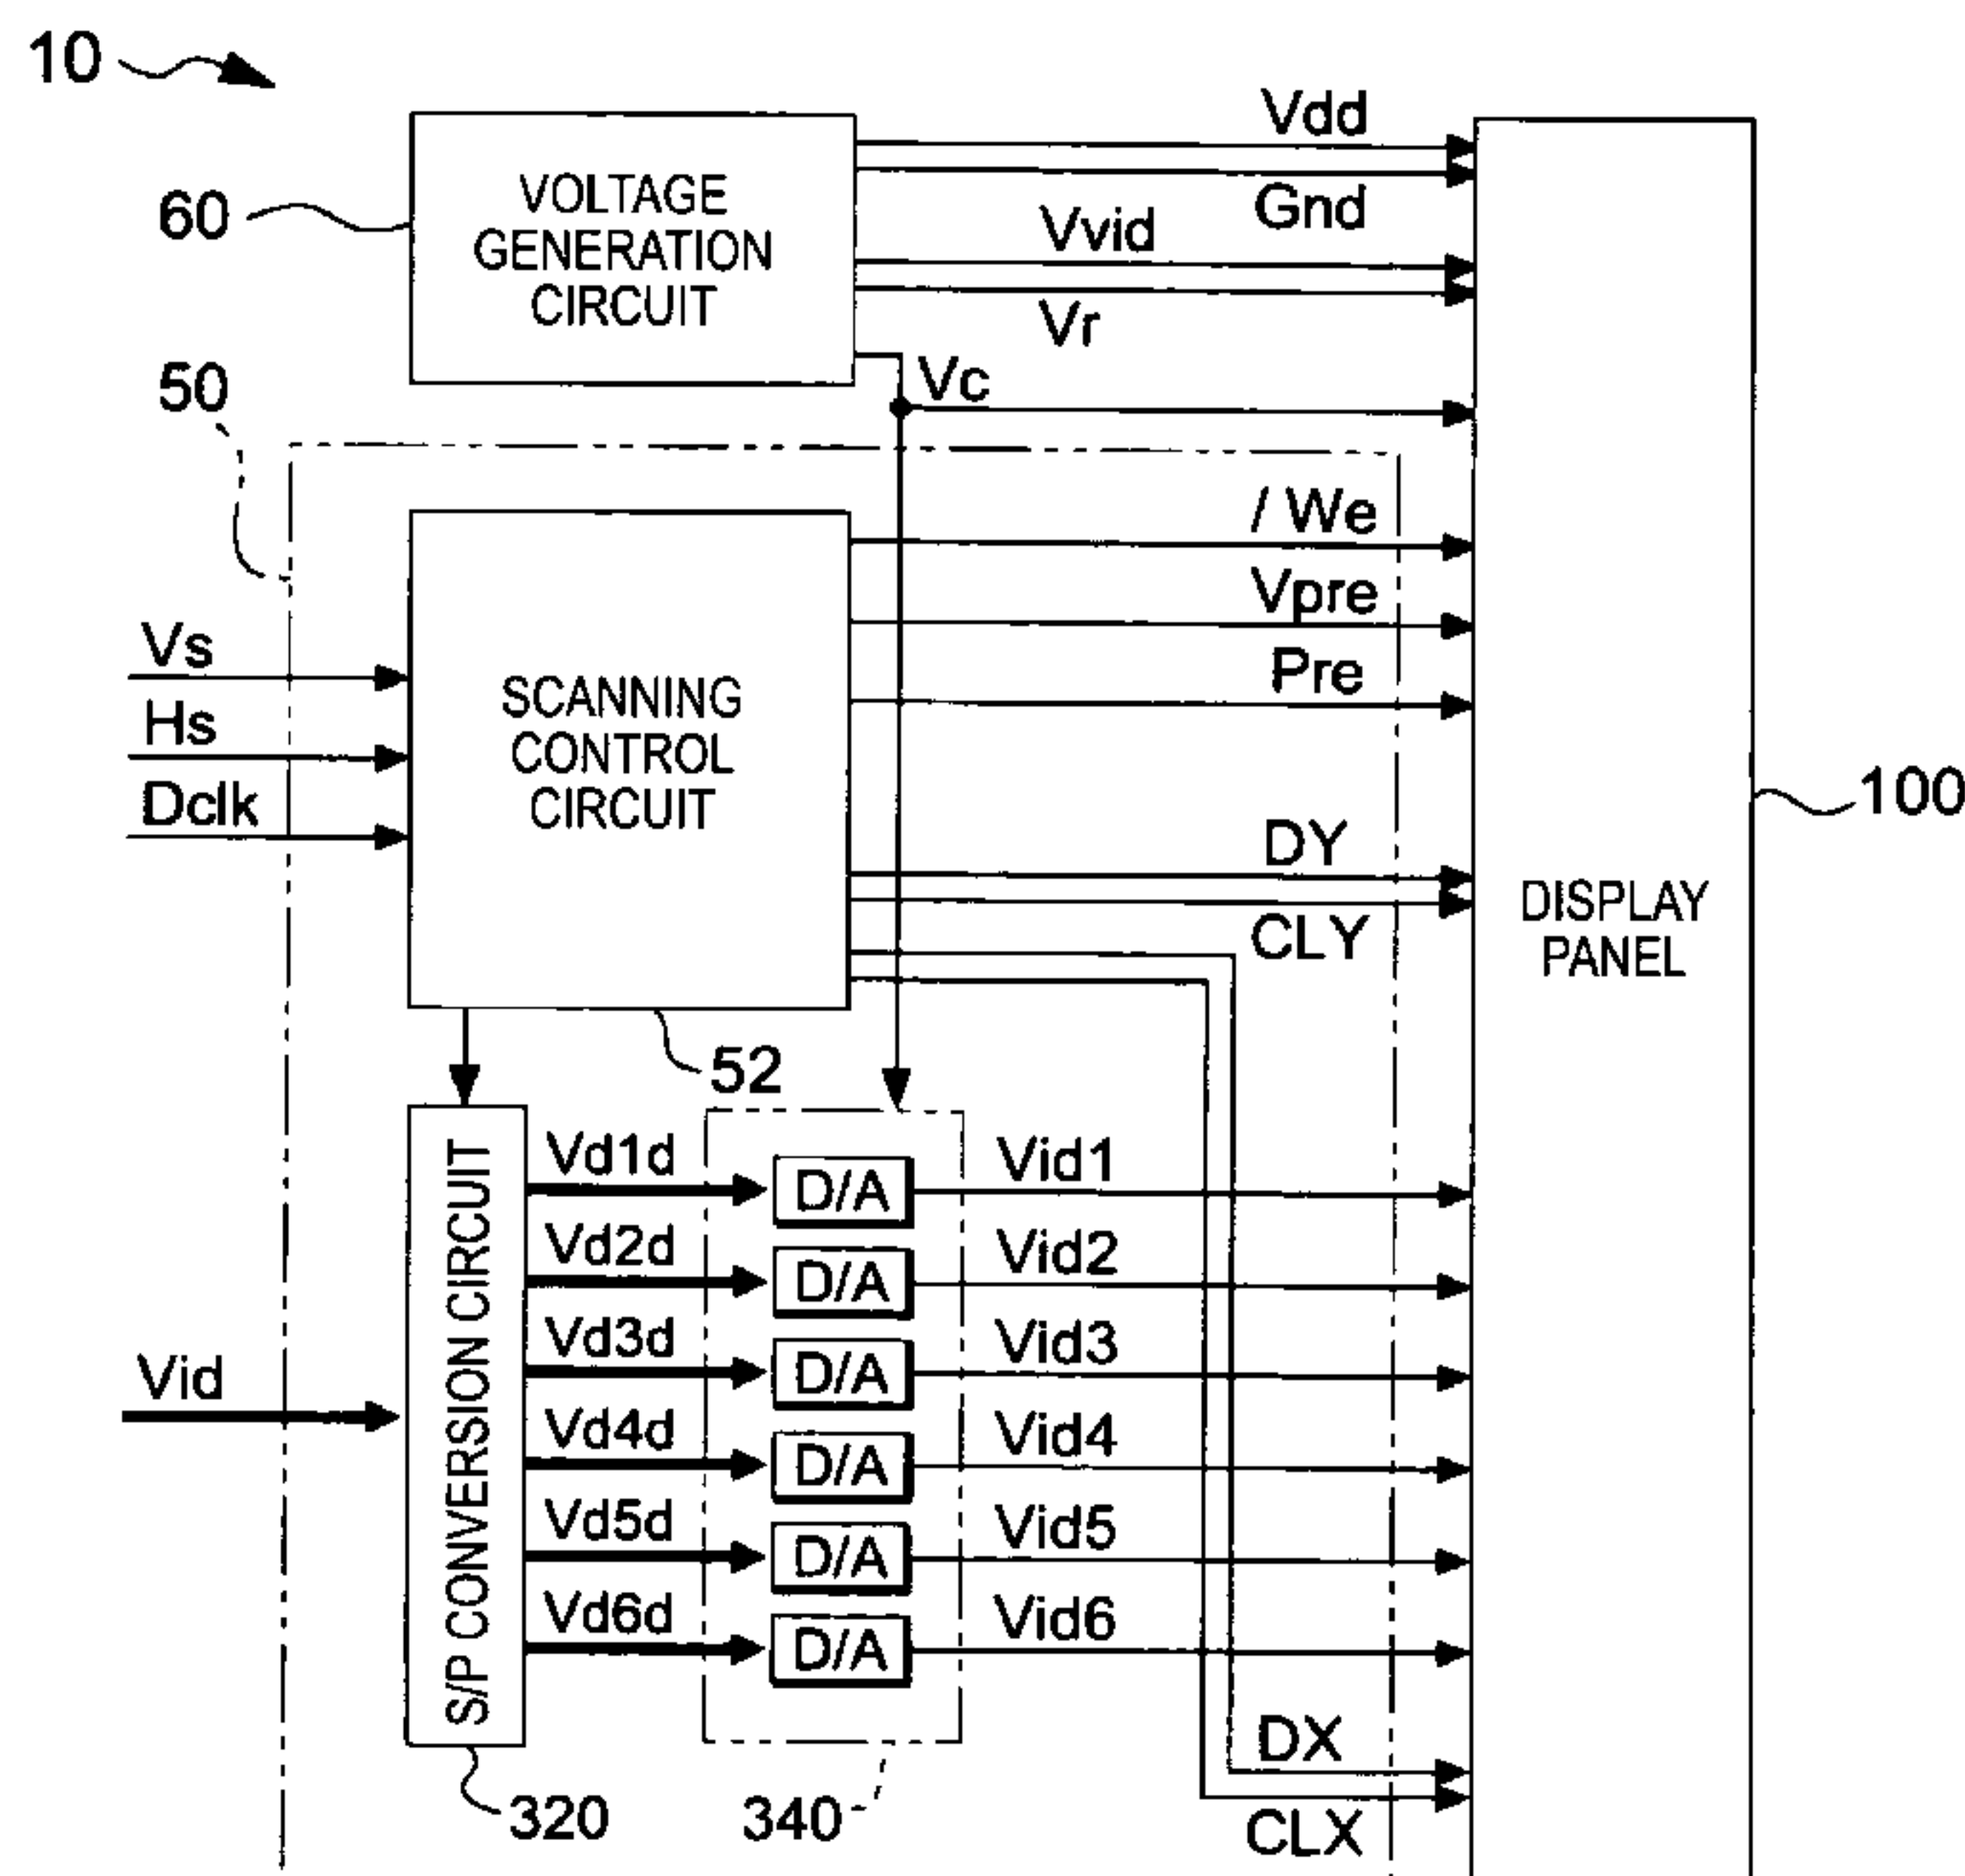 10
VOLTAGE
GENERATION
CIRCUIT
60
Vdd
Gnd
Vvid
Vr
Vc
50
/ We
Vpre
Pre
Vs
Hs
Dclk
SCANNING
CONTROL
CIRCUIT
100
DY
CLY
DISPLAY
PANEL
52
S/P CONVERSION CIRCUIT
Vd1d
D/A
Vid1
Vd2d
D/A
Vid2
Vd3d
D/A
Vid3
Vid
Vd4d
D/A
Vid4
Vd5d
D/A
Vid5
Vd6d
D/A
Vid6
DX
CLX
320
340